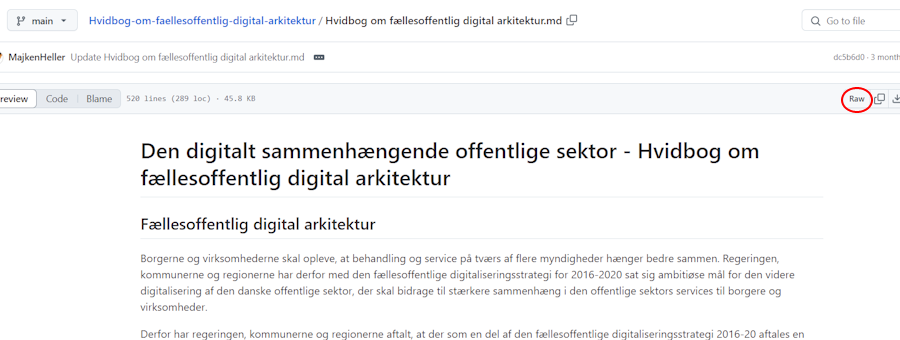 main
Hvidbog-om-faellesoffentlig-digital-arkitektur / Hvidbog om fællesoffentlig digital arkitektur.md
Go to file
MajkenHeller Update Hvidbog om fællesoffentlig digital arkitektur.md
dc5b6d0 · 3 month
review Code Blame 520 lines (289 loc) · 45.8 KB
Raw
Den digitalt sammenhængende offentlige sektor - Hvidbog om
fællesoffentlig digital arkitektur
Fællesoffentlig digital arkitektur
Borgerne og virksomhederne skal opleve, at behandling og service på tværs af flere myndigheder hænger bedre sammen. Regeringen,
kommunerne og regionerne har derfor med den fællesoffentlige digitaliseringsstrategi for 2016-2020 sat sig ambitiøse mål for den videre
digitalisering af den danske offentlige sektor, der skal bidrage til stærkere sammenhæng i den offentlige sektors services til borgere og
virksomheder.
Derfor har regeringen, kommunerne og regionerne aftalt, at der som en del af den fællesoffentlige digitaliseringsstrategi 2016-20 aftales en